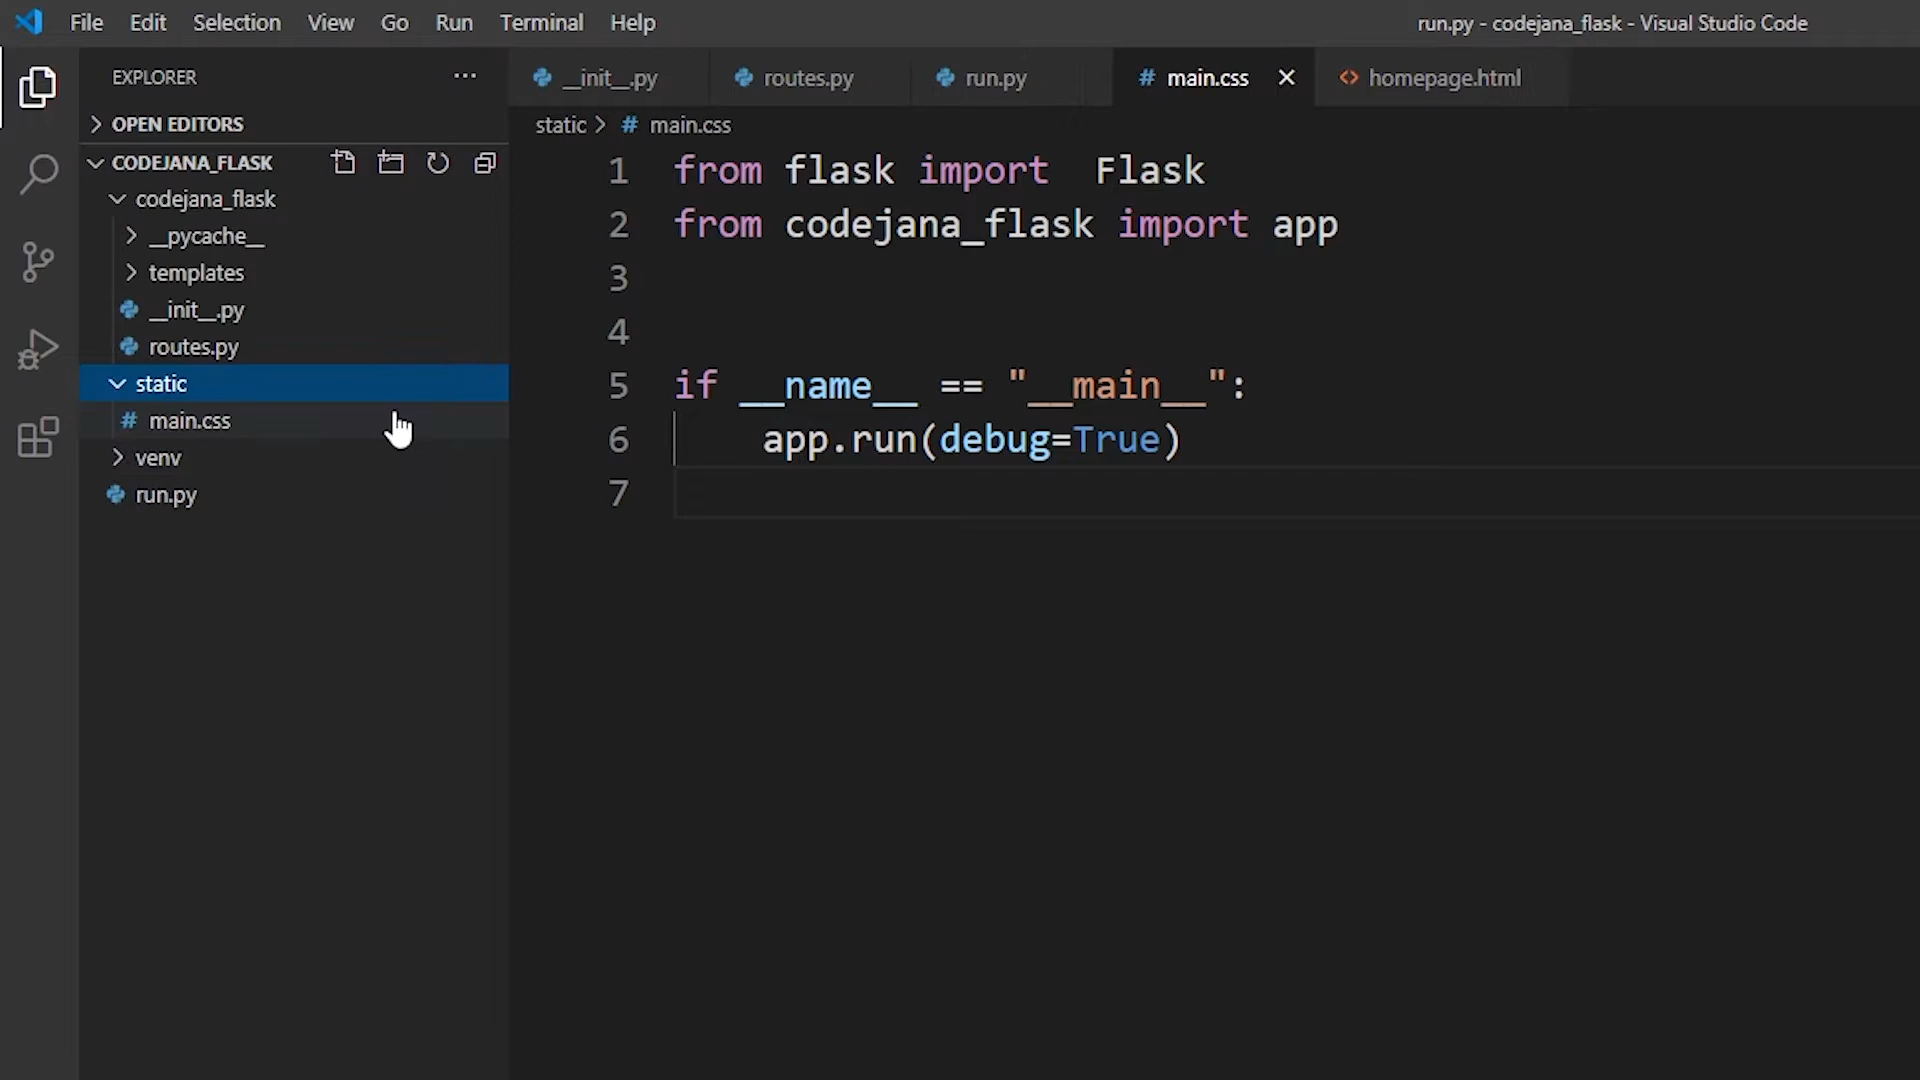 File Edit Selection View Go Run Terminal Help
run.py - codejana_flask - Visual Studio Code
EXPLORER
OPEN EDITORS
CODEJANA_FLASK
codejana_flask
__pycache__
templates
__init__.py
routes.py
static
main.css
venv
run.py
__init__.py routes.py run.py # main.css homepage.html
static > # main.css
1 from flask import  Flask
2 from codejana_flask import app
3
4
5 if __name__ == "__main__":
6     app.run(debug=True)
7